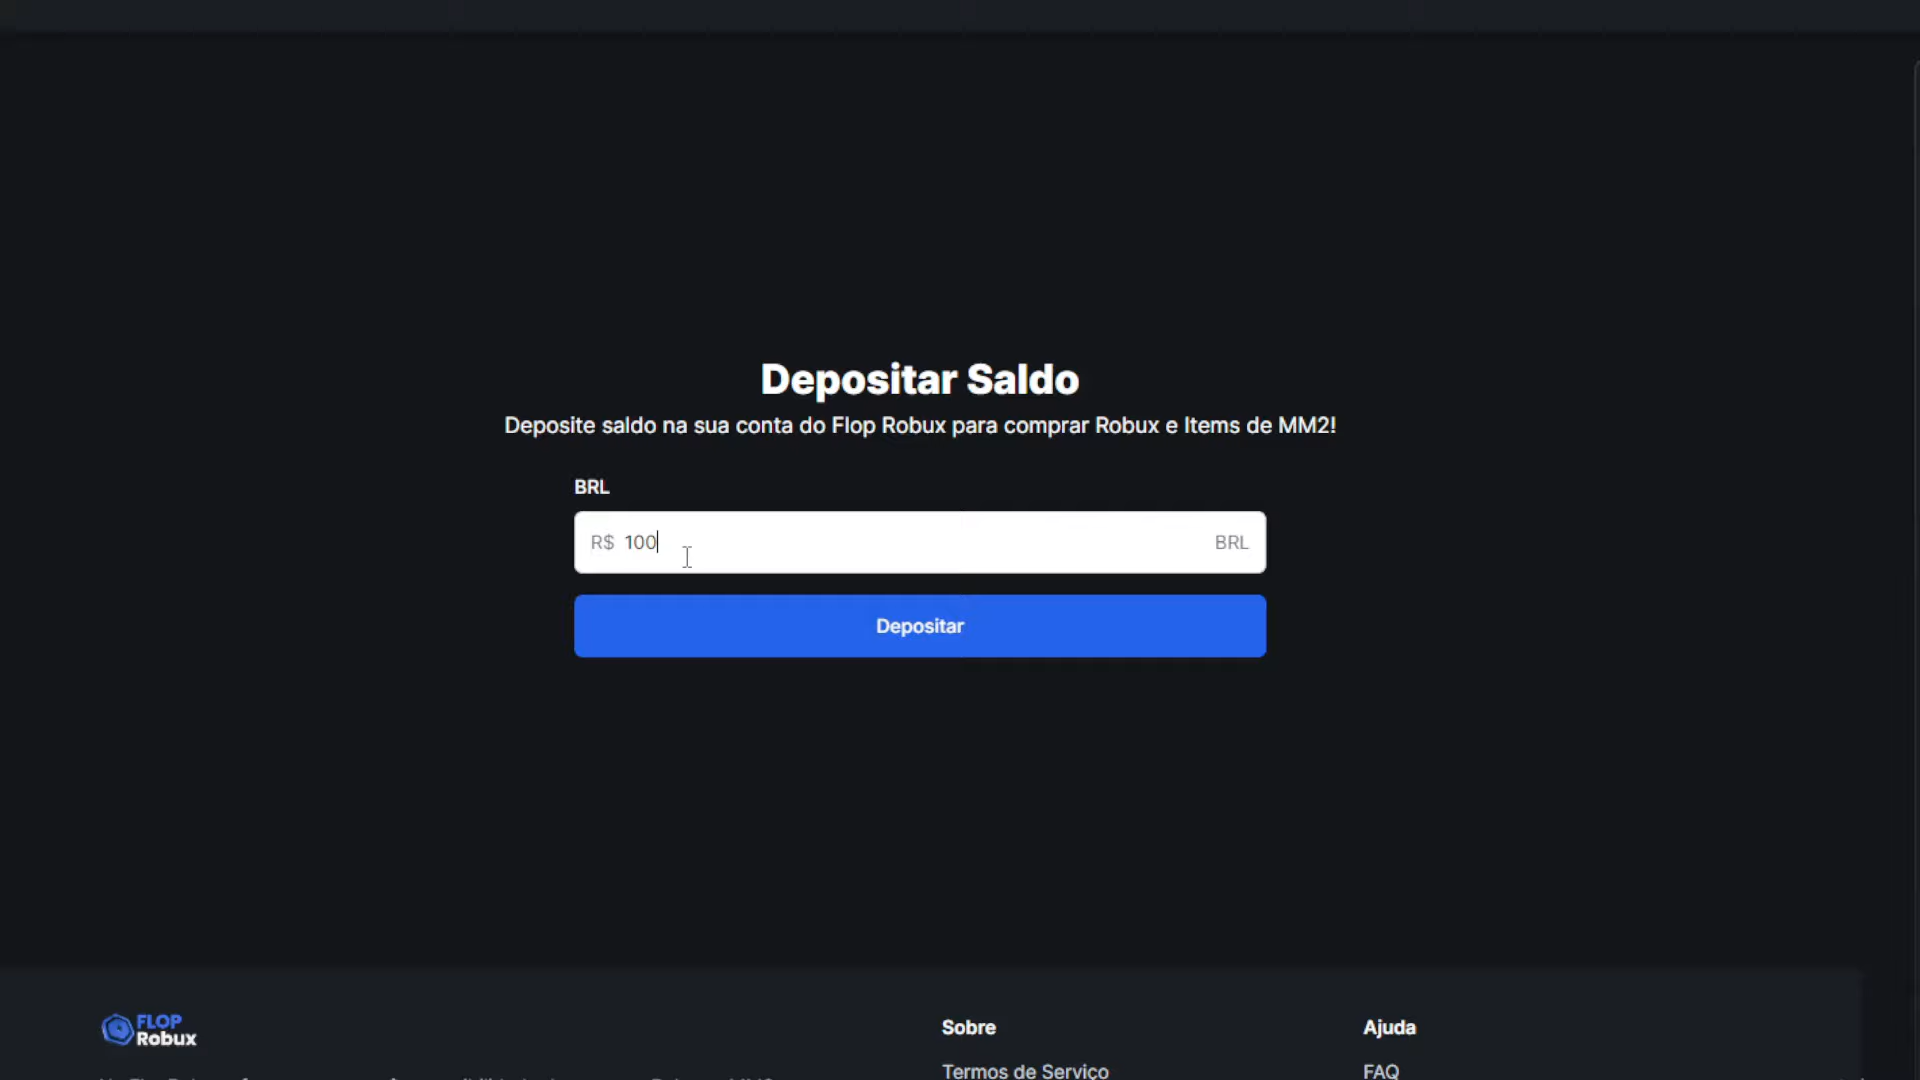 Depositar Saldo
Deposite saldo na sua conta do Flop Robux para comprar Robux e Items de MM2!
BRL
R$ 100 BRL
Depositar
FLOP
Robux
Sobre
Ajuda
Termos de Serviço
FAQ